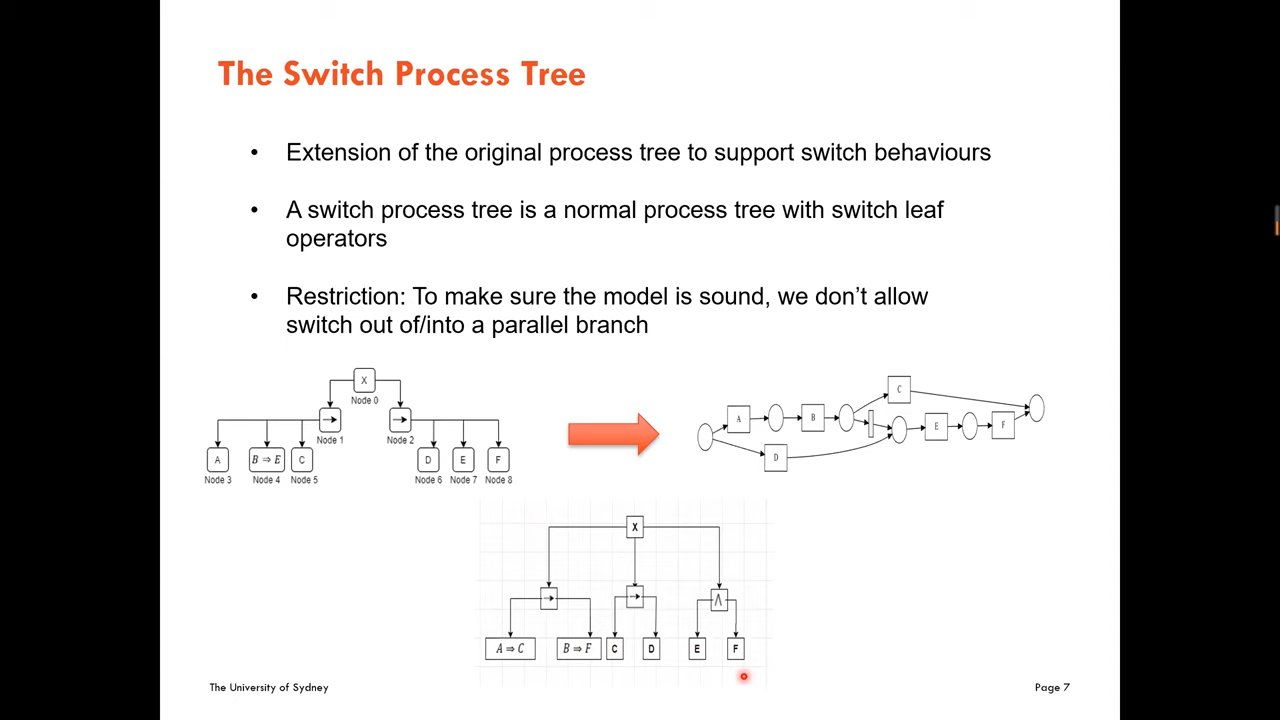 The Switch Process Tree
• Extension of the original process tree to support switch behaviours
• A switch process tree is a normal process tree with switch leaf
operators
• Restriction: To make sure the model is sound, we don't allow
switch out of/into a parallel branch
X
Node 0
→ →
Node 1 Node 2
A B ⇒ E C D E F
Node 3 Node 4 Node 5 Node 6 Node 7 Node 8
C
A B E F
D
X
→ → Λ
A ⇒ C B ⇒ F C D E F
The University of Sydney Page 7